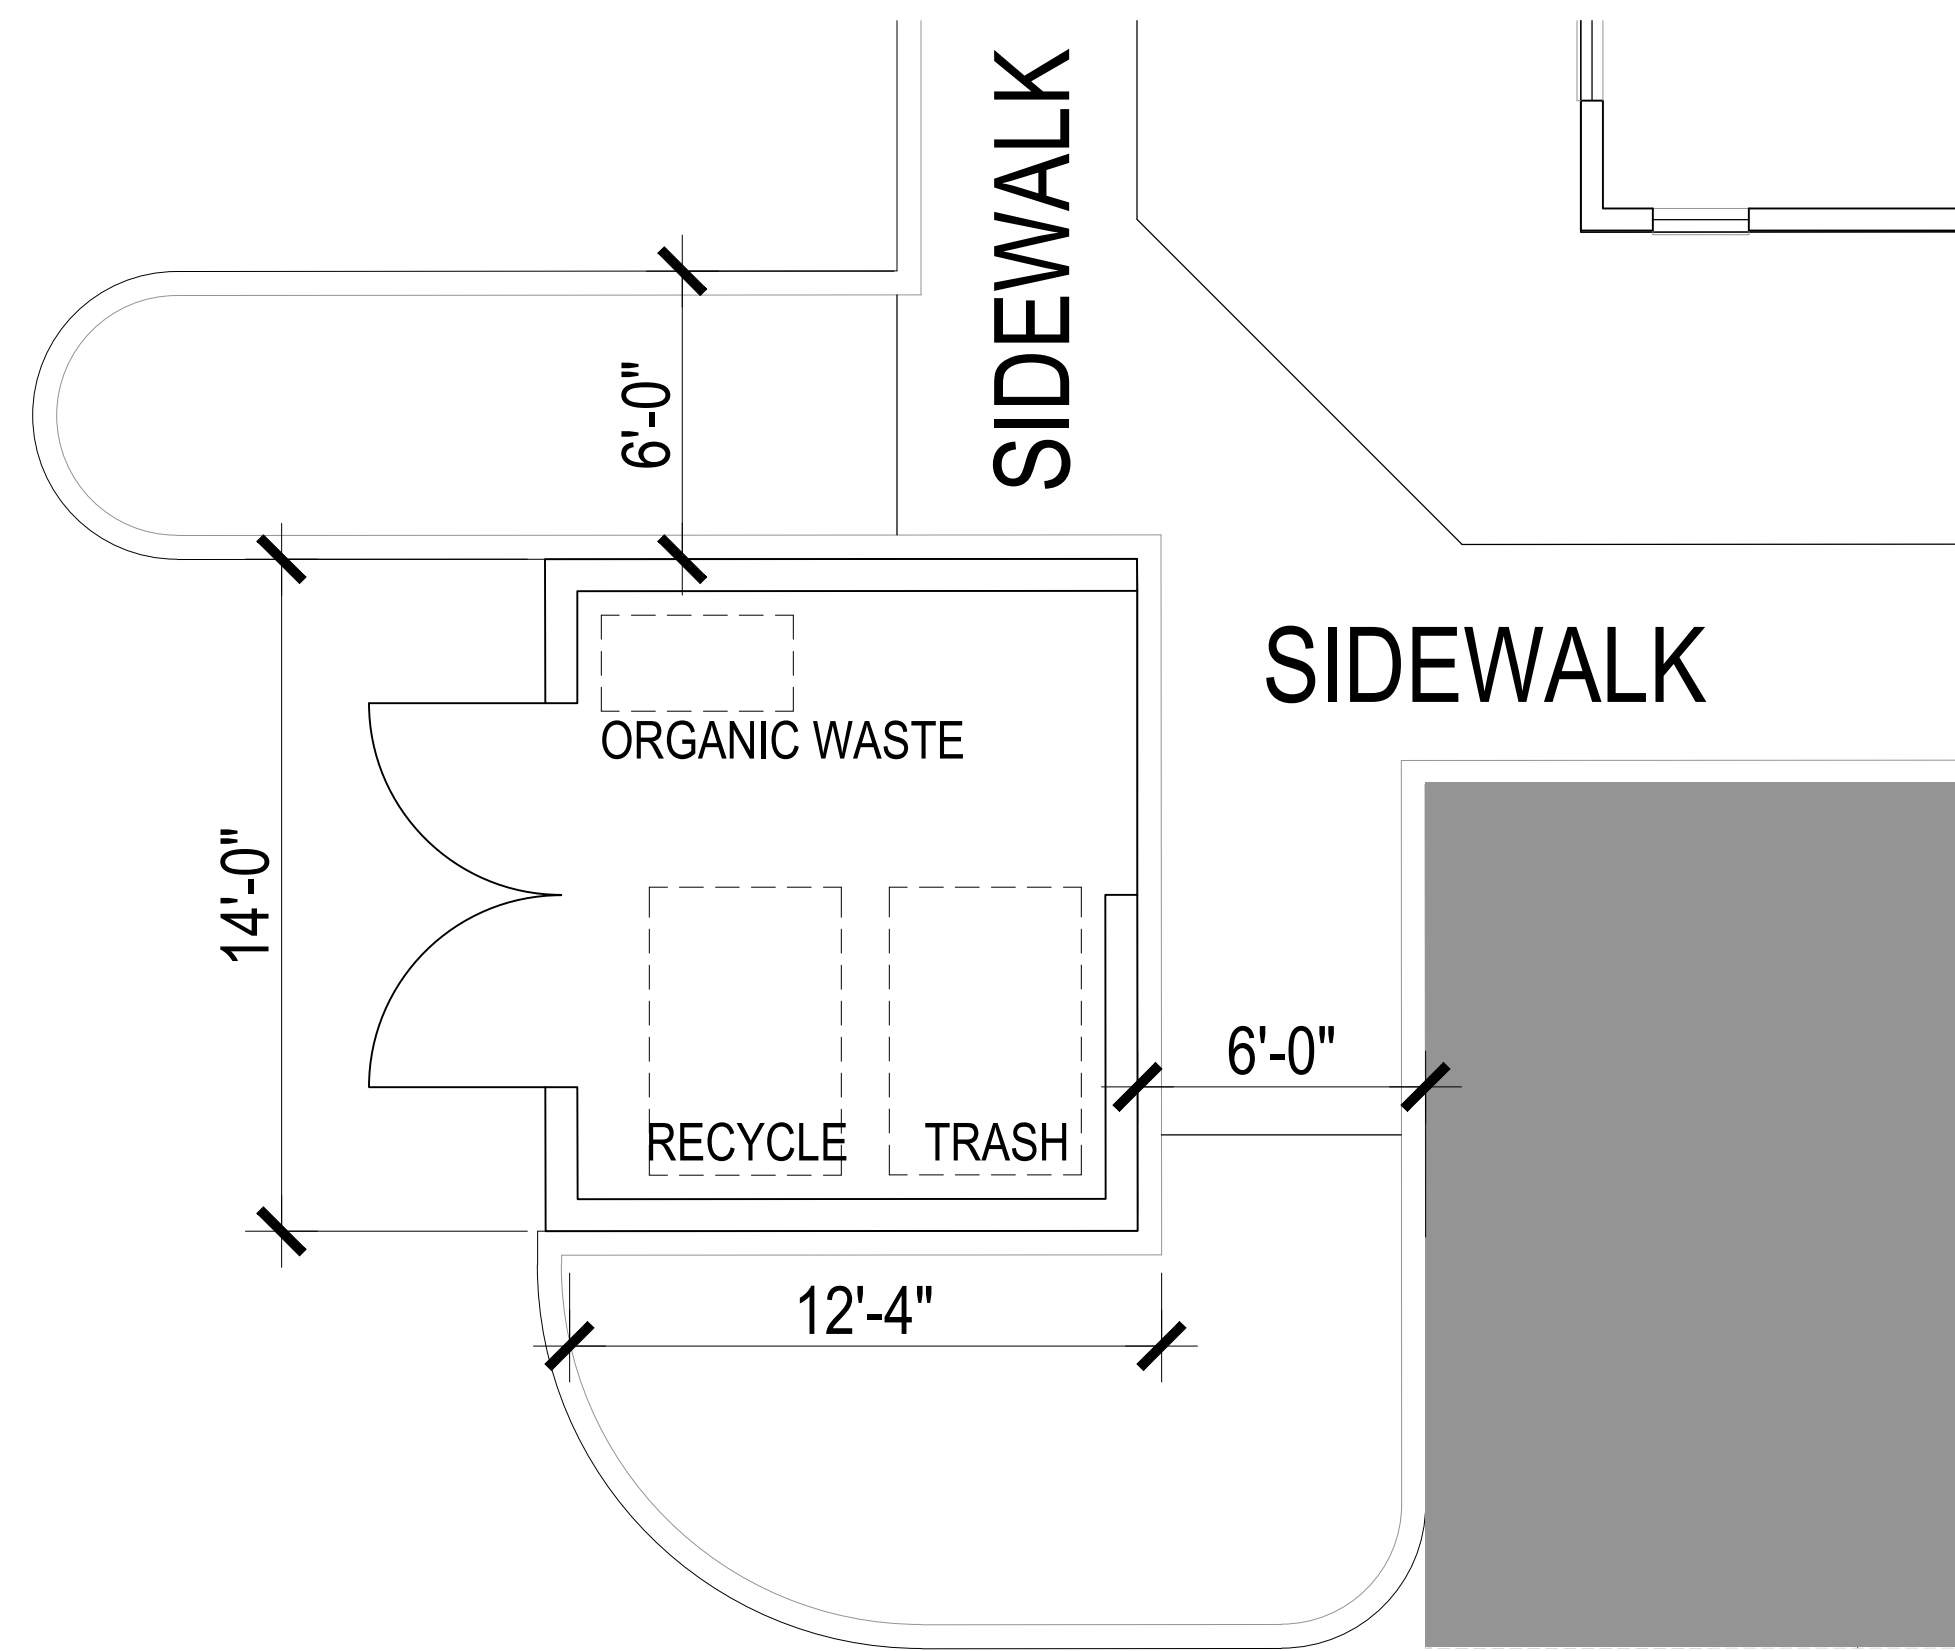 SIDEWALK
6'-0"
SIDEWALK
ORGANIC WASTE
14'-0"
6'-0"
RECYCLE
TRASH
12'-4"